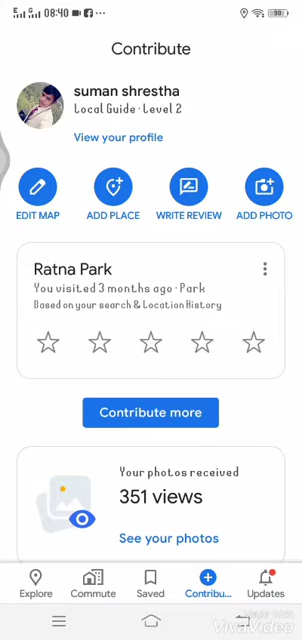 08:40
90
Contribute
suman shrestha
Local Guide · Level 2
View your profile
EDIT MAP
ADD PLACE
WRITE REVIEW
ADD PHOTO
Ratna Park
You visited 3 months ago · Park
Based on your search & Location History
Contribute more
Your photos received
351 views
See your photos
Explore
Commute
Saved
Contribu...
Updates
VivaVideo